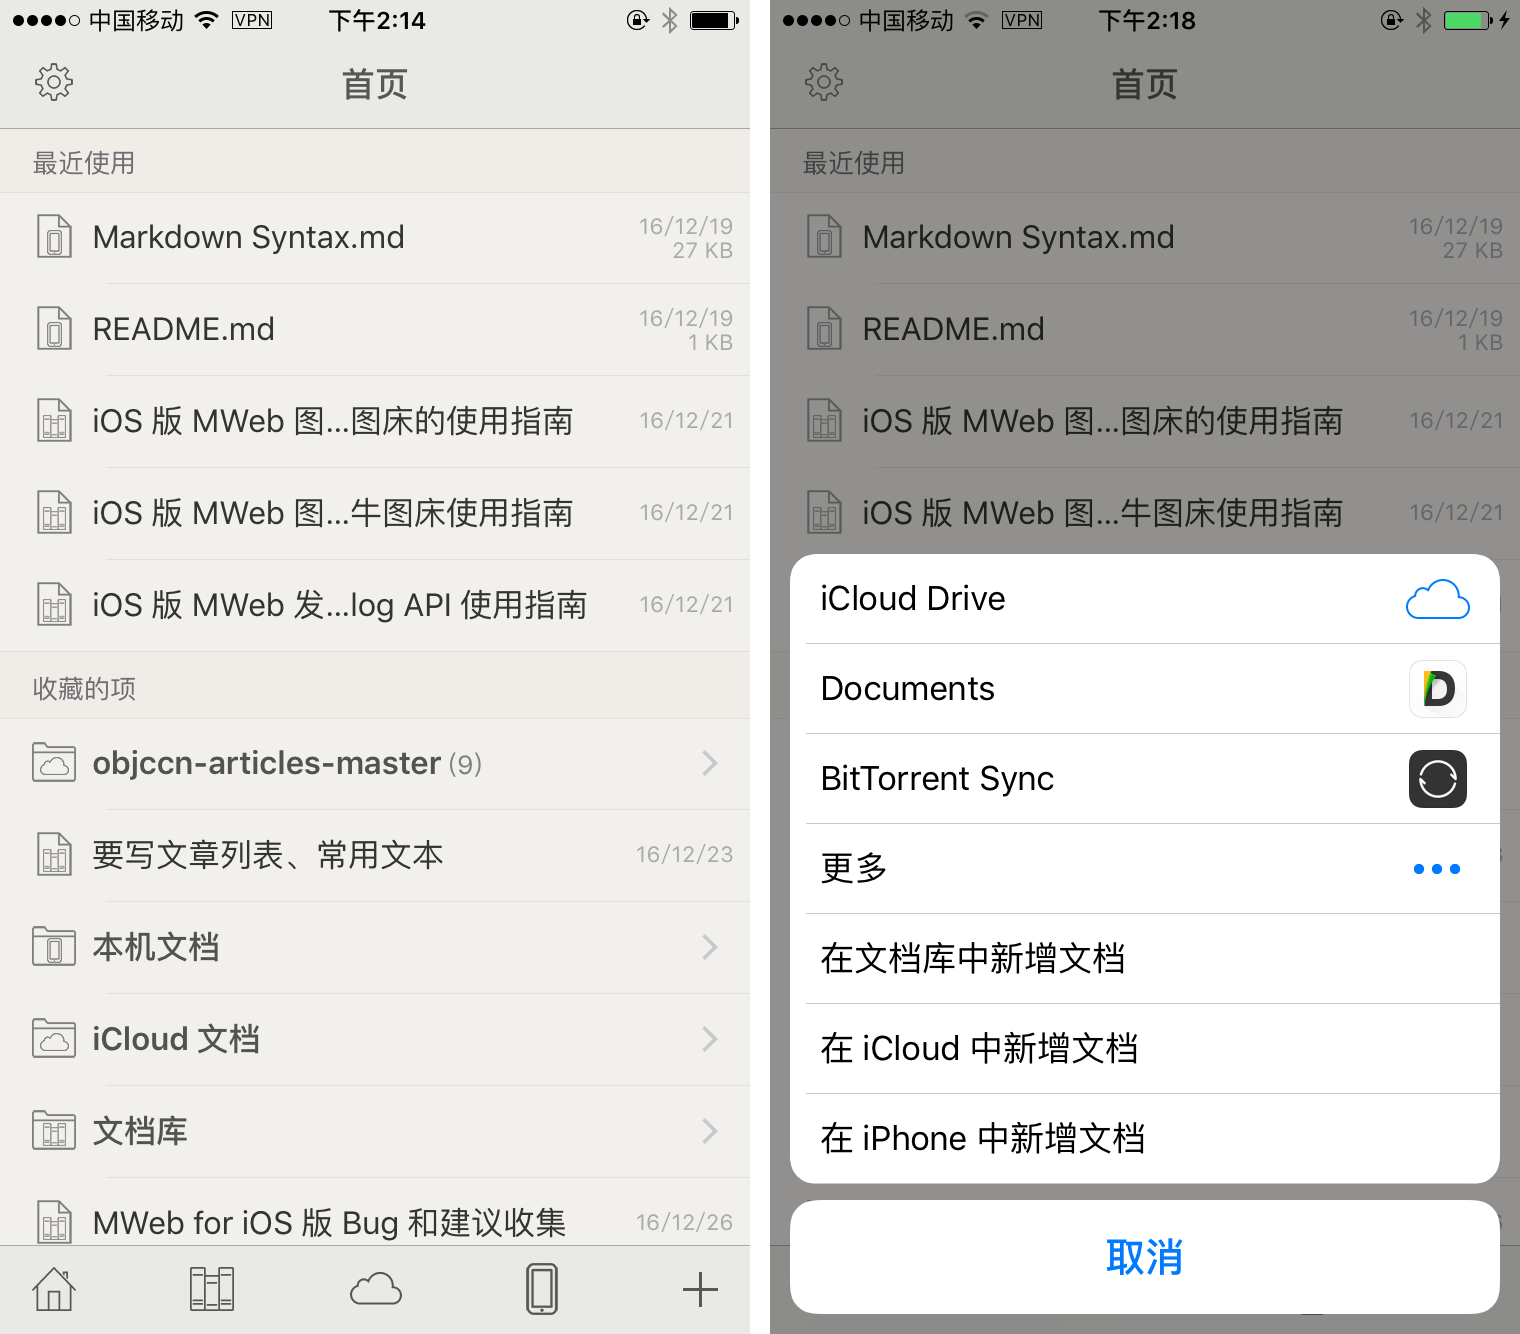 中国移动 VPN 下午2:14
首页
最近使用
Markdown Syntax.md 16/12/19
27 KB
README.md 16/12/19
1 KB
iOS 版 MWeb 图...图床的使用指南 16/12/21
iOS 版 MWeb 图...牛图床使用指南 16/12/21
iOS 版 MWeb 发...log API 使用指南 16/12/21
收藏的项
objccn-articles-master (9)
要写文章列表、常用文本 16/12/23
本机文档
iCloud 文档
文档库
MWeb for iOS 版 Bug 和建议收集 16/12/26
中国移动 VPN 下午2:18
首页
最近使用
Markdown Syntax.md 16/12/19
27 KB
README.md 16/12/19
1 KB
iOS 版 MWeb 图...图床的使用指南 16/12/21
iOS 版 MWeb 图...牛图床使用指南 16/12/21
iCloud Drive
Documents
BitTorrent Sync
更多
在文档库中新增文档
在 iCloud 中新增文档
在 iPhone 中新增文档
取消